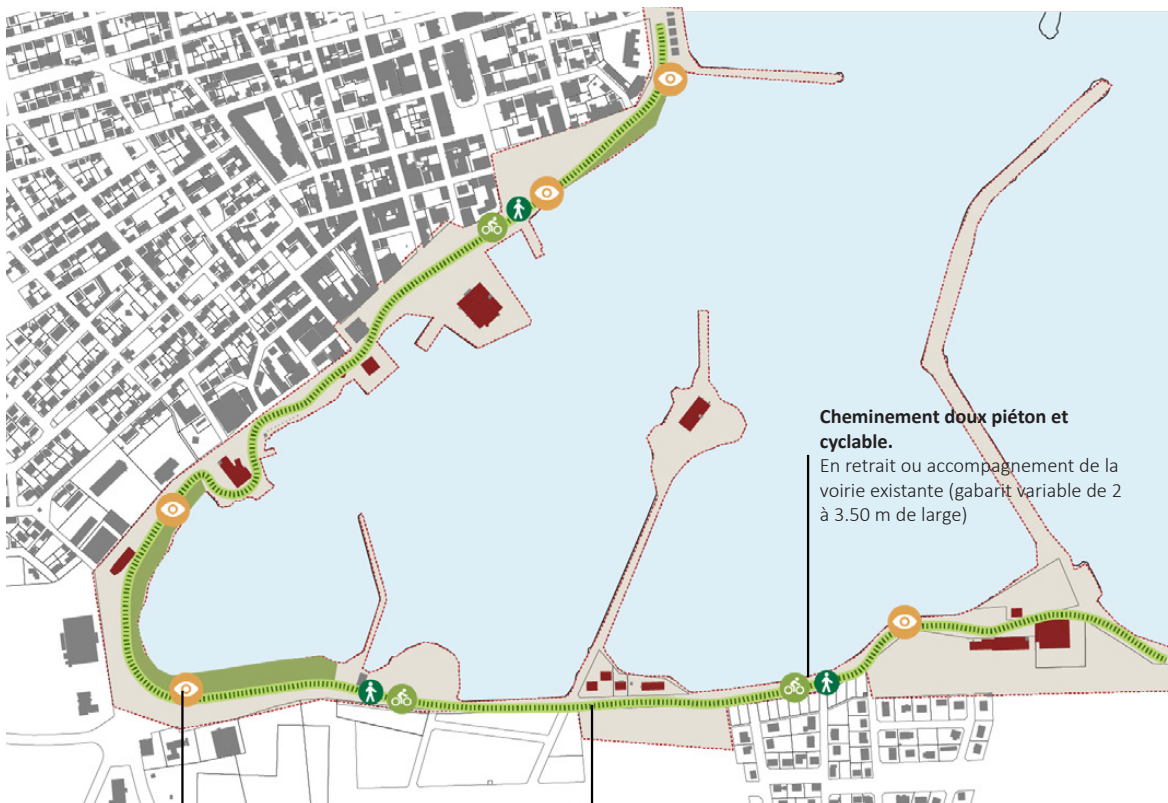 Cheminement doux piéton et
cyclable.
En retrait ou accompagnement de la
voirie existante (gabarit variable de 2
à 3.50 m de large)